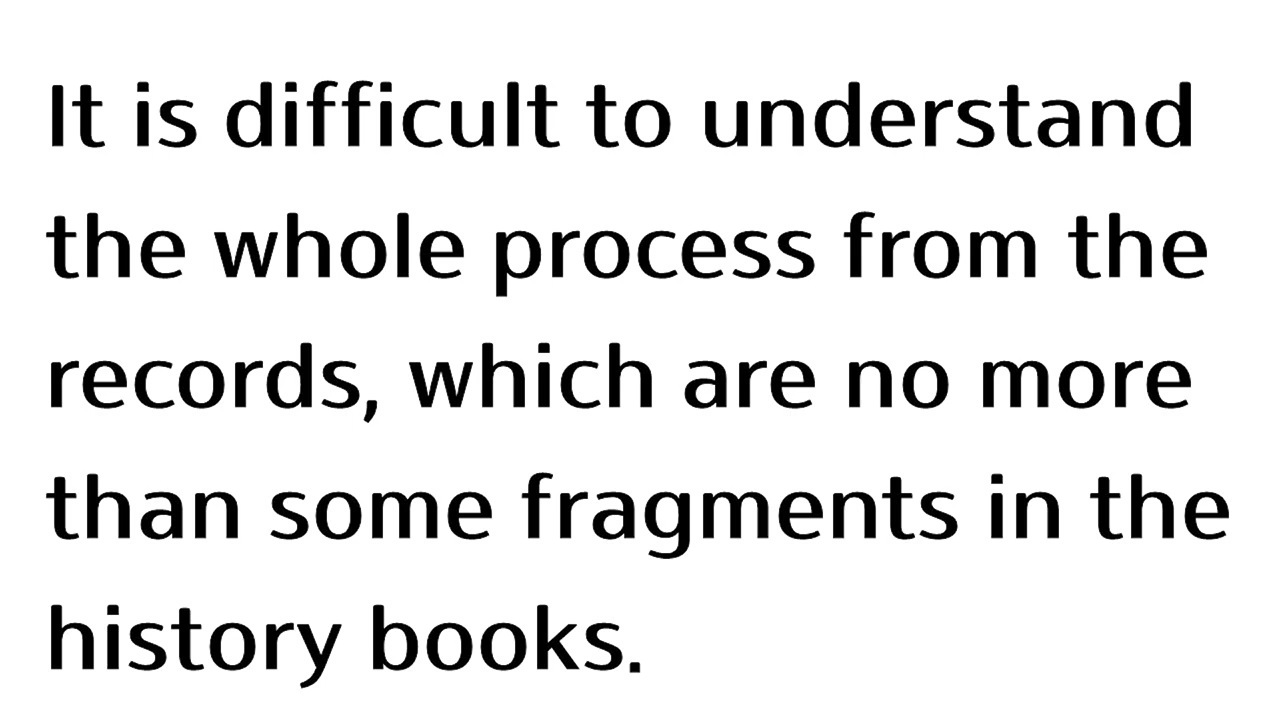 It is difficult to understand
the whole process from the
records, which are no more
than some fragments in the
history books.